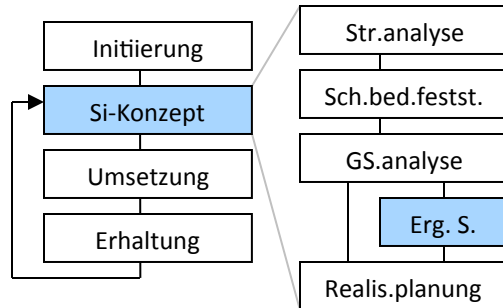 Initiierung
Si-Konzept
Umsetzung
Erhaltung
Str.analyse
Sch.bed.festst.
GS.analyse
Erg. S.
Realis.planung